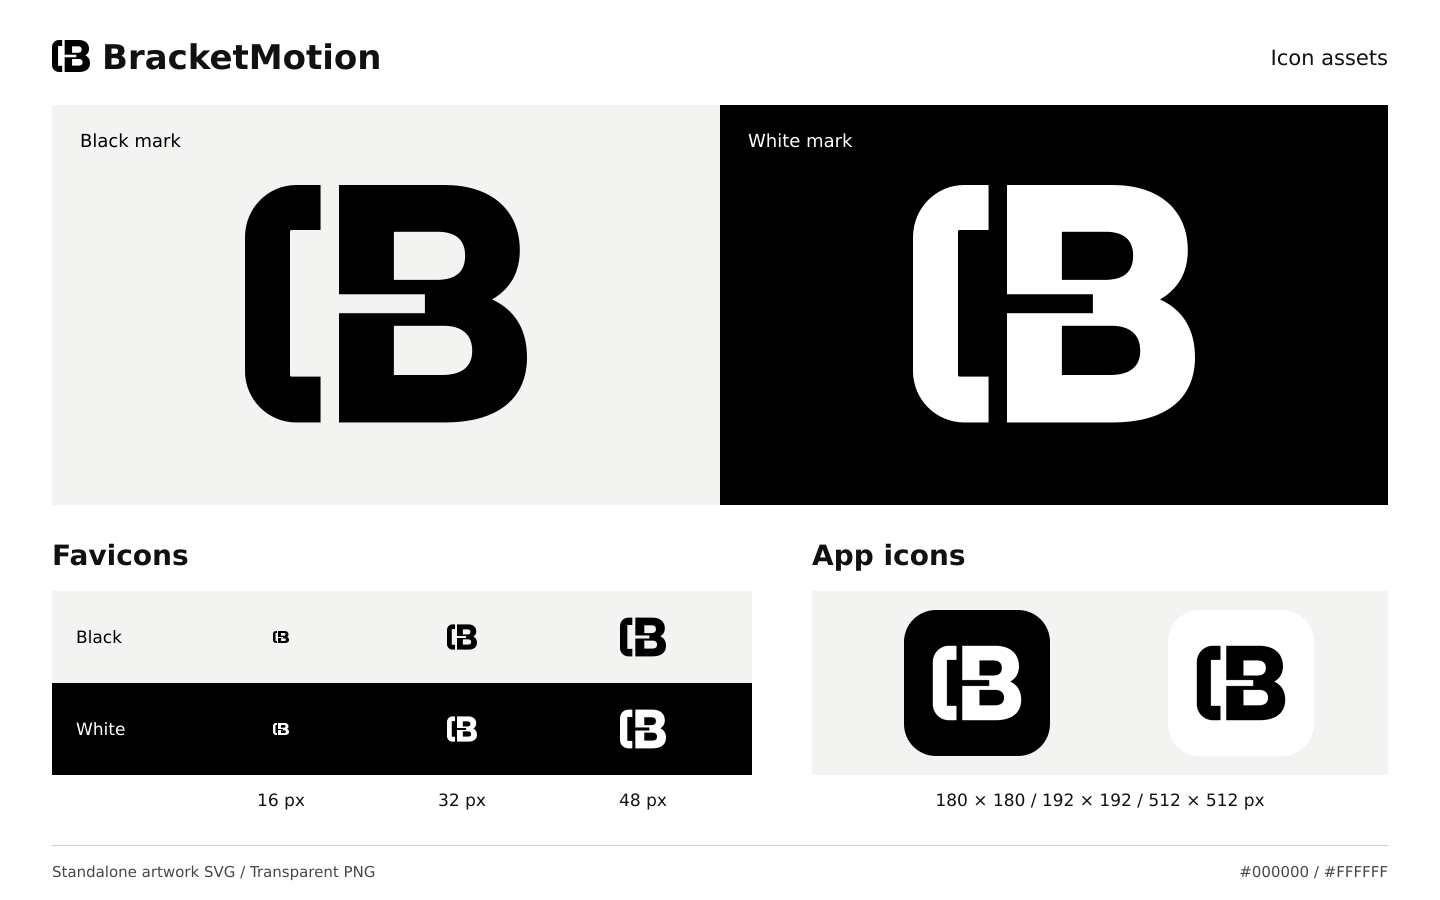 BracketMotion
Icon assets
Black mark
White mark
Favicons
App icons
Black
White
16 px
32 px
48 px
180 × 180 / 192 × 192 / 512 × 512 px
Standalone artwork SVG / Transparent PNG
#000000 / #FFFFFF